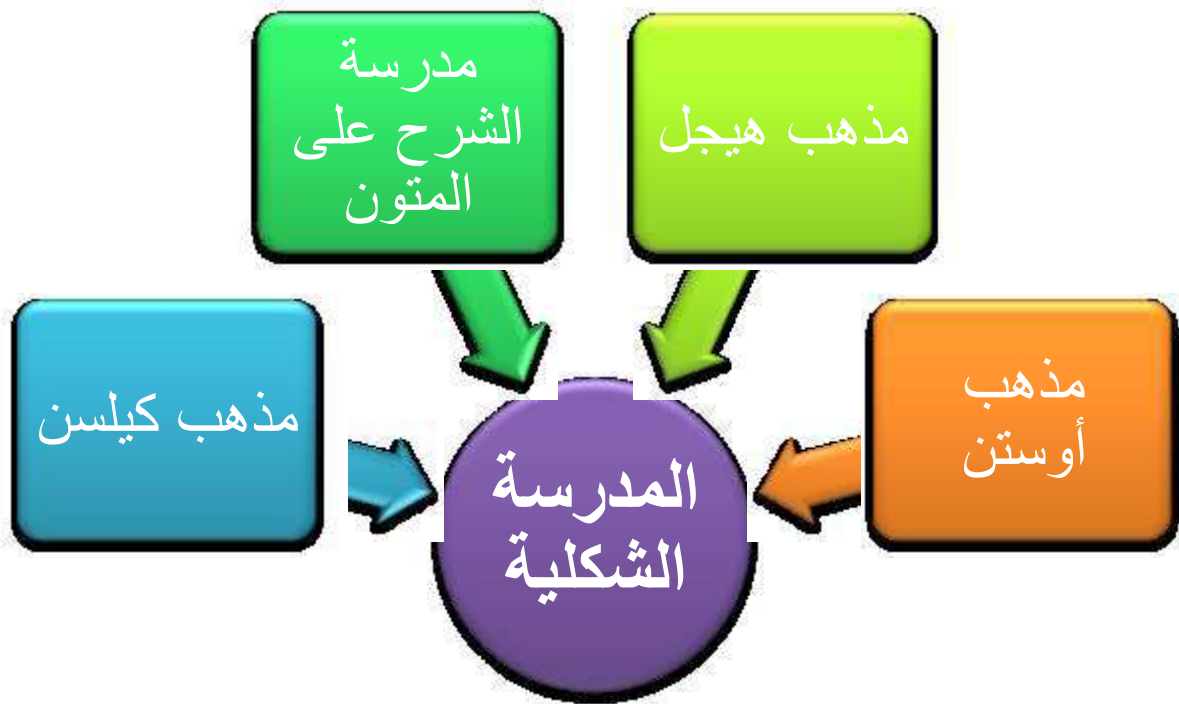 مدرسة
الشرح على
المتون
مذهب هيجل
مذهب كيلسن
مذهب
أوستن
المدرسة
الشكلية